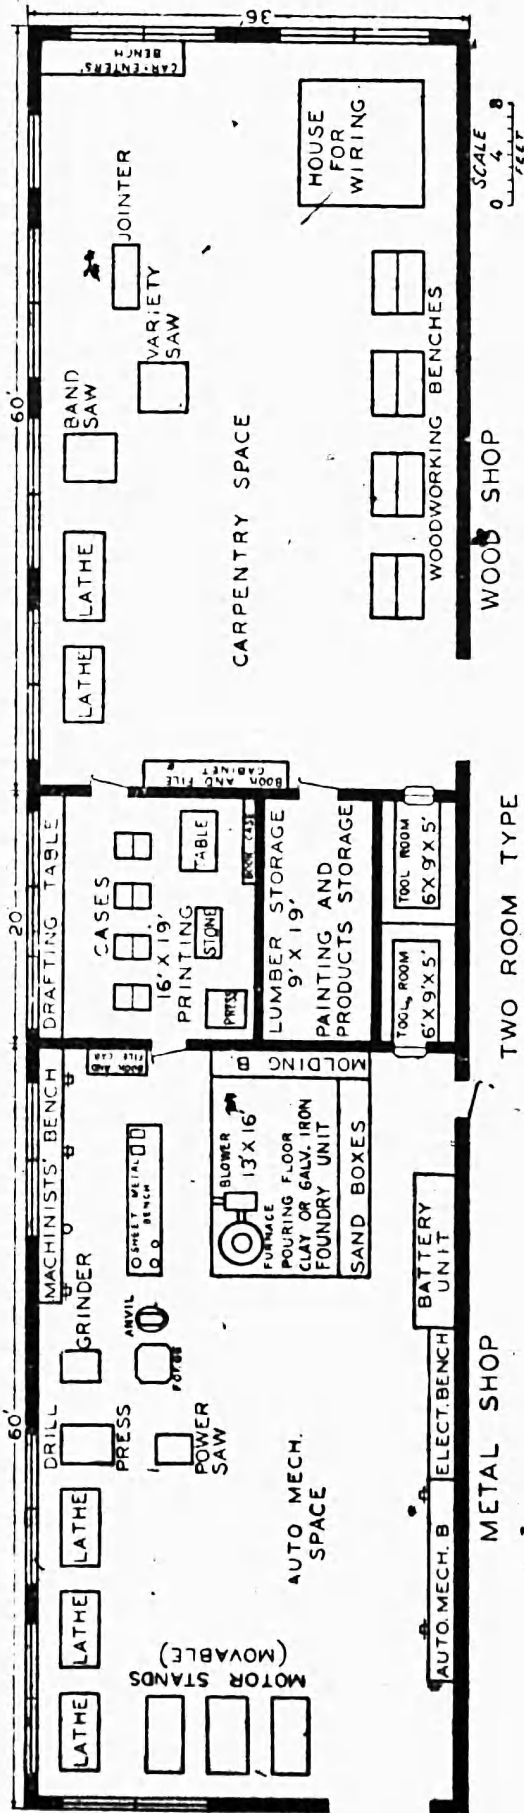 60'
20'
60'
36'
MACHINISTS' BENCH
DRAFTING TABLE
CAR·ENTERS'
BENCH
LATHE
LATHE
LATHE
DRILL
PRESS
GRINDER
POWER
SAW
FORGE
ANVIL
SHEET METAL
BENCH
BOOK AND
FILE CAB
CASES
16' X 19'
PRINTING
PRESS
STONE
TABLE
BOOK CASE
LATHE
LATHE
BAND
SAW
VARIETY
SAW
JOINTER
MOTOR STANDS
(MOVABLE)
AUTO MECH.
SPACE
BLOWER
13' X 16'
FURNACE
POURING FLOOR
CLAY OR GALV. IRON
FOUNDRY UNIT
MOLDING B
SAND BOXES
LUMBER STORAGE
9' X 19'
PAINTING AND
PRODUCTS STORAGE
BOOK AND FILE
CABINET
CARPENTRY SPACE
HOUSE
FOR
WIRING
AUTO. MECH. B
ELECT. BENCH
BATTERY
UNIT
TOOL, ROOM
6'X 9'X 5'
TOOL ROOM
6'X 9'X 5'
WOODWORKING BENCHES
METAL SHOP
TWO ROOM TYPE
WOOD SHOP
SCALE
0 4 8
FEET